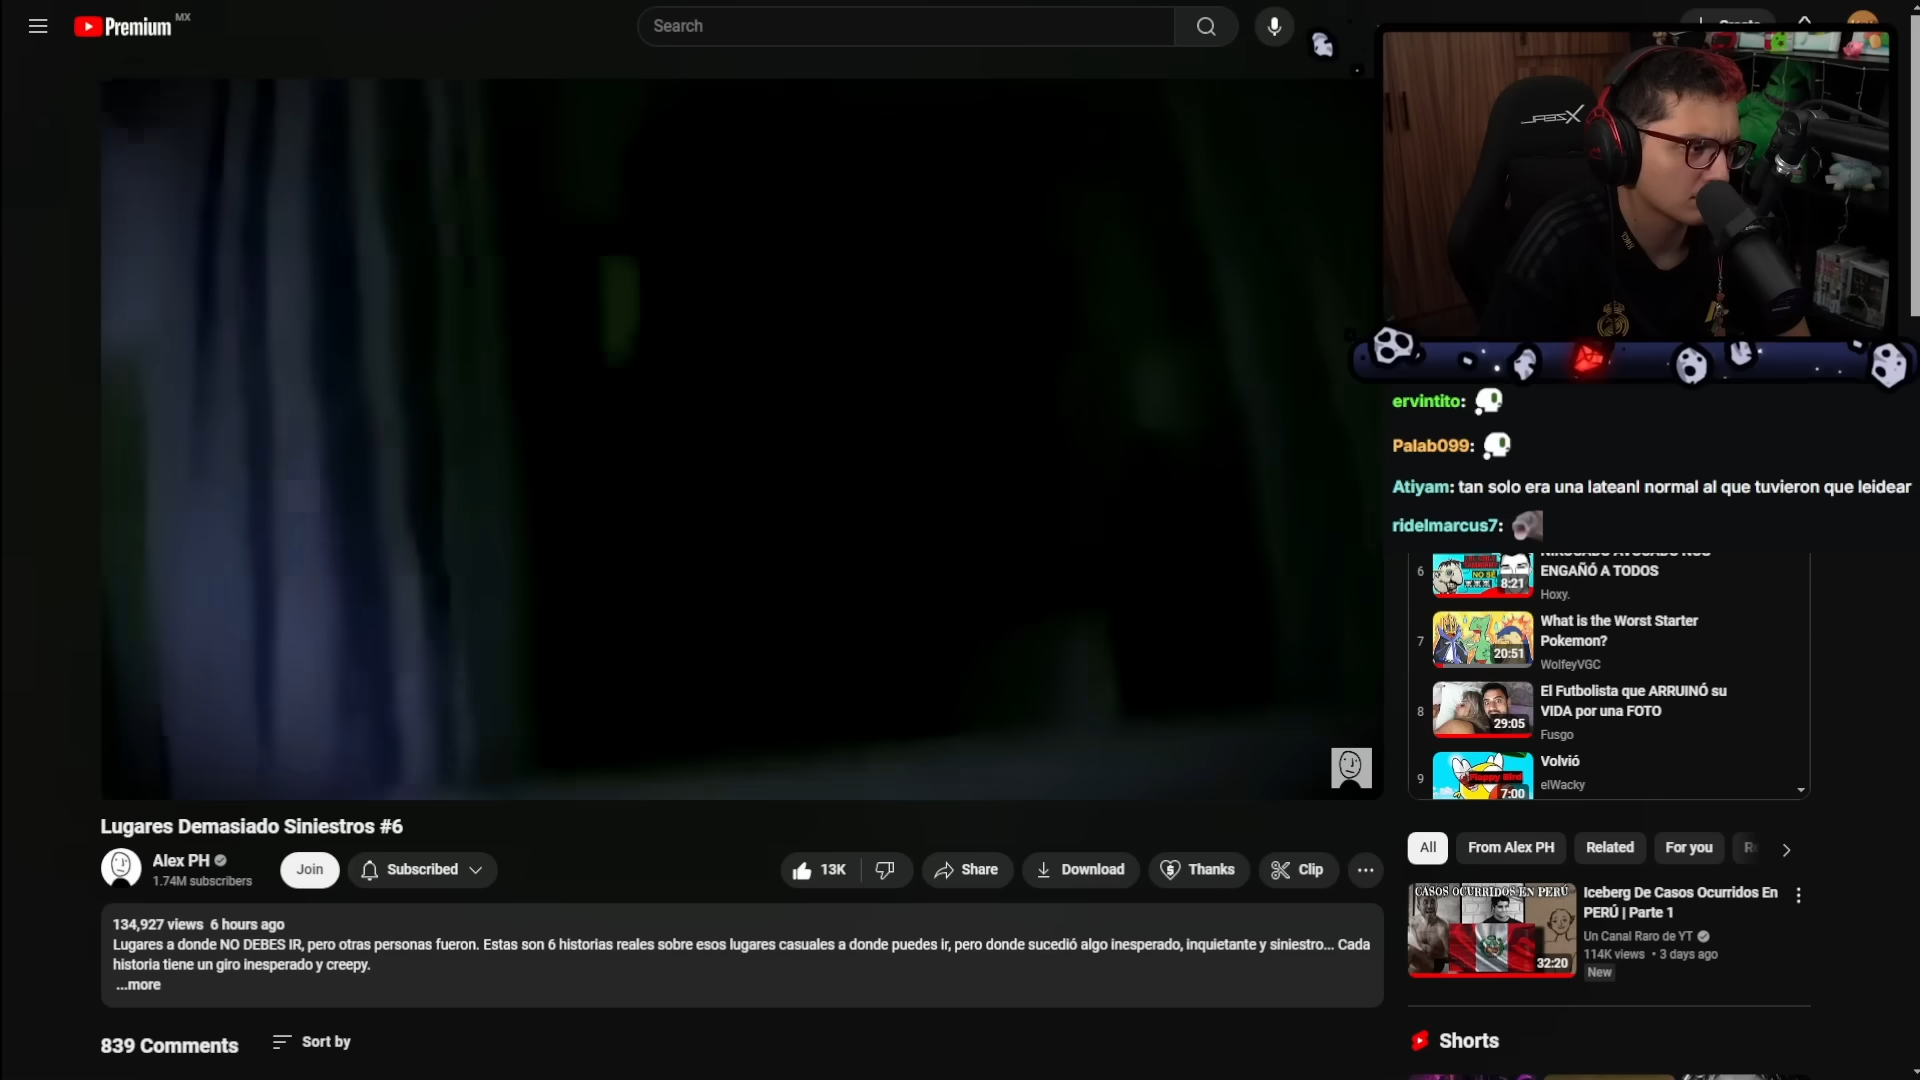 Premium MX
Search
ervintito:
Palab099:
Atiyam: tan solo era una lateanl normal al que tuvieron que leidear
ridelmarcus7:
6
ENGAÑÓ A TODOS
8:21
Hoxy.
7
What is the Worst Starter
Pokemon?
20:51
WolfeyVGC
8
El Futbolista que ARRUINÓ su
VIDA por una FOTO
29:05
Fusgo
9
Volvió
elWacky
7:00
Lugares Demasiado Siniestros #6
Alex PH
1.74M subscribers
Join
Subscribed
13K
Share
Download
Thanks
Clip
134,927 views 6 hours ago
Lugares a donde NO DEBES IR, pero otras personas fueron. Estas son 6 historias reales sobre esos lugares casuales a donde puedes ir, pero donde sucedió algo inesperado, inquietante y siniestro... Cada
historia tiene un giro inesperado y creepy.
...more
839 Comments
Sort by
All
From Alex PH
Related
For you
CASOS OCURRIDOS EN PERÚ
32:20
Iceberg De Casos Ocurridos En
PERÚ | Parte 1
Un Canal Raro de YT
114K views • 3 days ago
New
Shorts